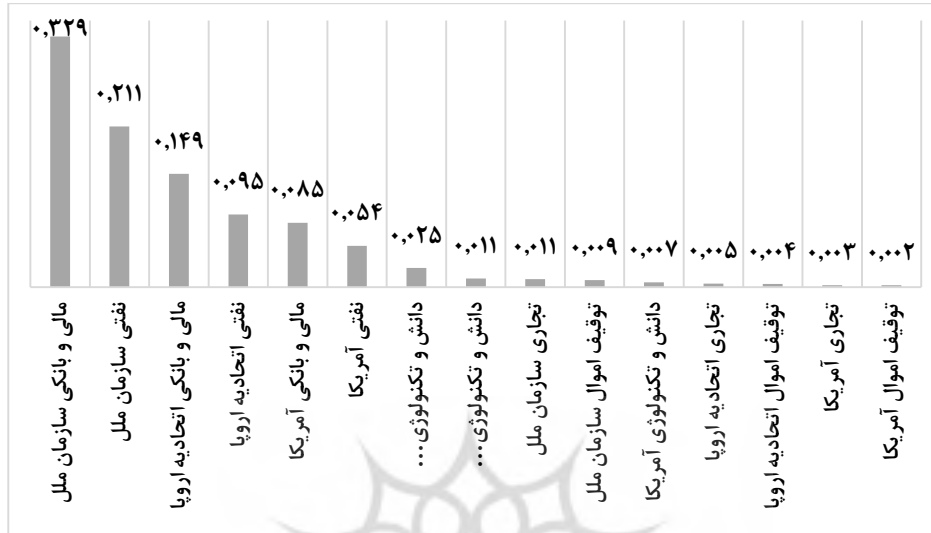 ۰,۳۲۹
۰,۲۱۱
۰,۱۴۹
۰,۰۹۵
۰,۰۸۵
۰,۰۵۴
۰,۰۲۵
۰,۰۱۱
۰,۰۱۱
۰,۰۰۹
۰,۰۰۷
۰,۰۰۵
۰,۰۰۴
۰,۰۰۳
۰,۰۰۲
مالی و بانکی سازمان ملل
نفتی سازمان ملل
مالی و بانکی اتحادیه اروپا
نفتی اتحادیه اروپا
مالی و بانکی آمریکا
نفتی آمریکا
دانش و تکنولوژی...
دانش و تکنولوژی...
تجاری سازمان ملل
توقیف اموال سازمان ملل
دانش و تکنولوژی آمریکا
تجاری اتحادیه اروپا
توقیف اموال اتحادیه اروپا
تجاری آمریکا
توقیف اموال آمریکا